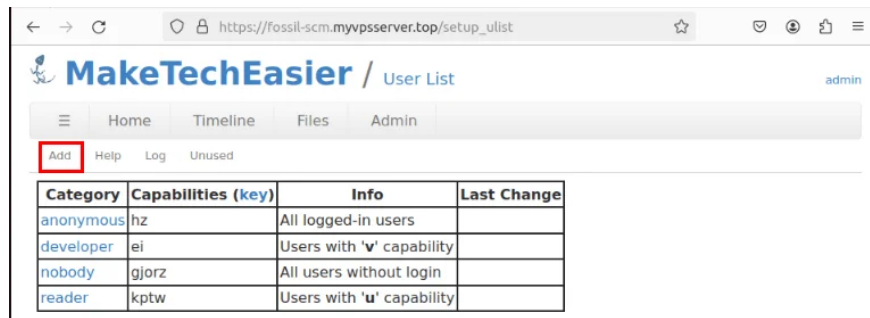 https://fossil-scm.myvpsserver.top/setup_ulist
MakeTechEasier / User List
admin
☰ Home Timeline Files Admin
Add Help Log Unused
Category Capabilities (key) Info Last Change
anonymous hz All logged-in users
developer ei Users with 'v' capability
nobody gjorz All users without login
reader kptw Users with 'u' capability